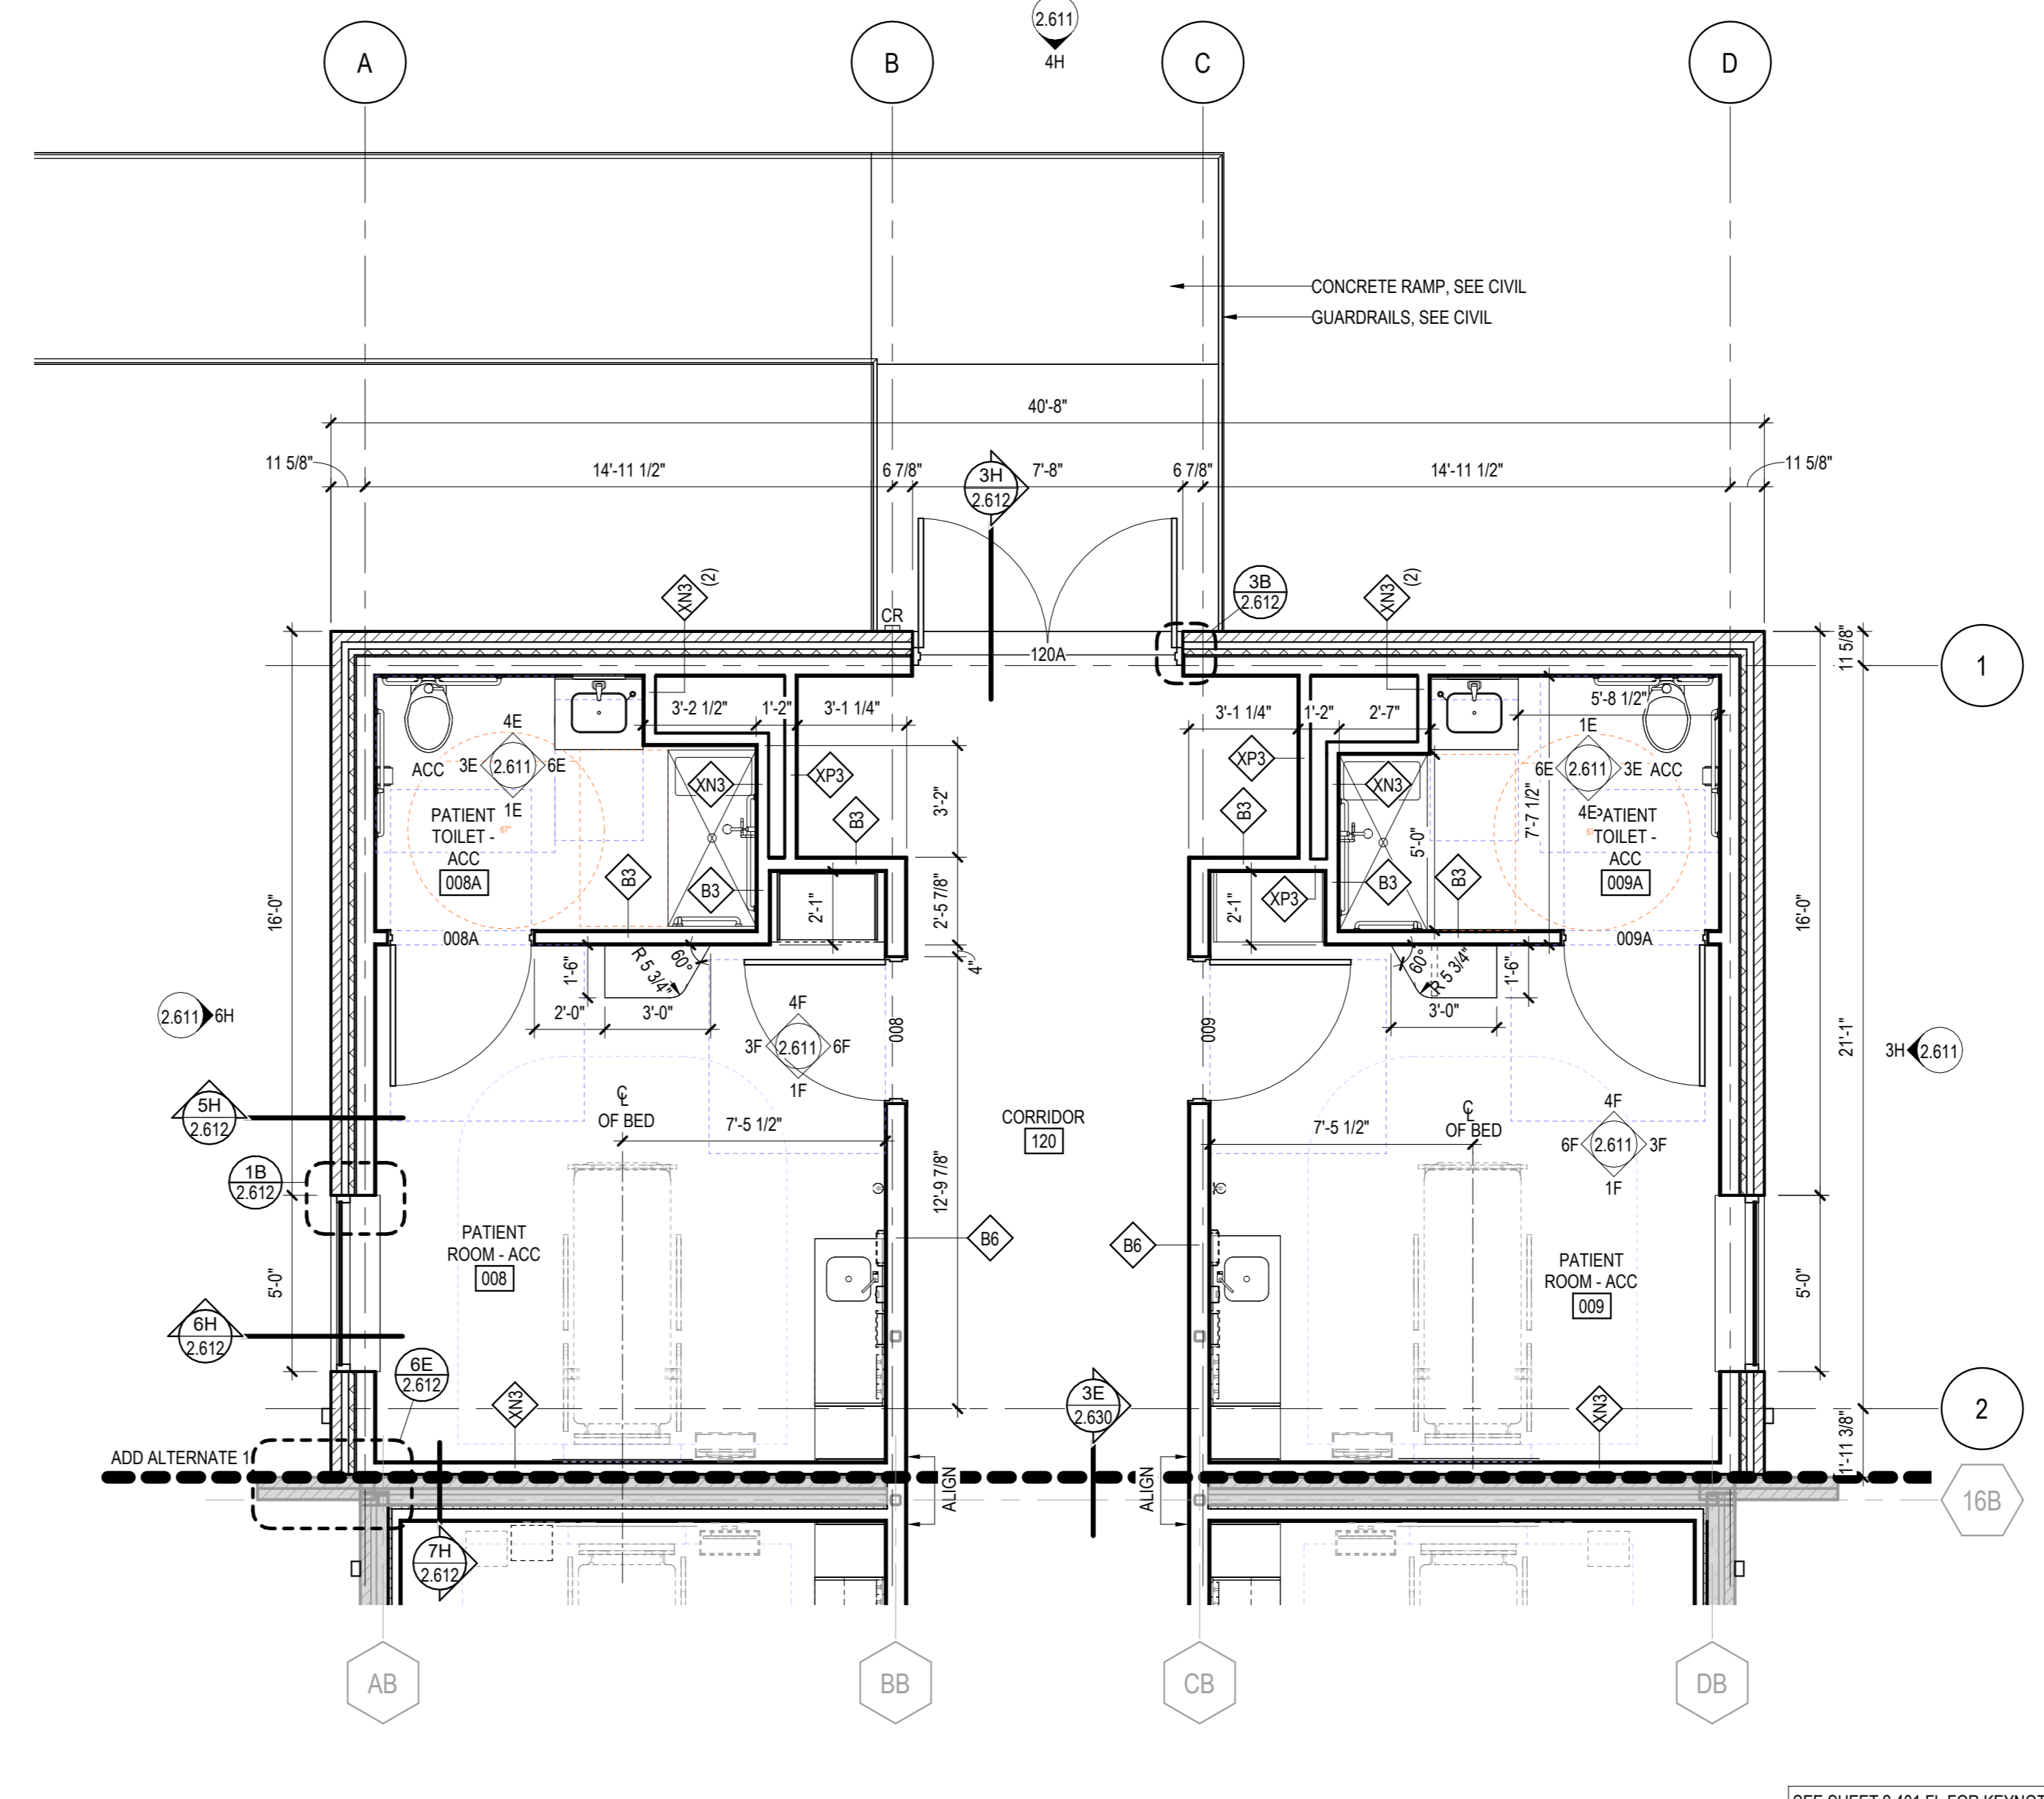 2.611
4H
A
B
C
D
CONCRETE RAMP, SEE CIVIL
GUARDRAILS, SEE CIVIL
40'-8"
11 5/8"
14'-11 1/2"
6 7/8"
7'-8"
6 7/8"
14'-11 1/2"
11 5/8"
3H
2.612
XN3
(2)
CR
3B
2.612
XN3
(2)
120A
11 5/8"
1
3'-2 1/2"
1'-2"
3'-1 1/4"
3'-1 1/4"
1'-2"
2'-7"
5'-8 1/2"
4E
3E
2.611
6E
1E
ACC
XN3
XP3
B3
3'-2"
XP3
B3
XN3
1E
6E
2.611
3E
4E
ACC
PATIENT
TOILET -
ACC
008A
67"
7'-7 1/2"
5'-0"
PATIENT
TOILET -
ACC
009A
B3
B3
2'-1"
2'-5 7/8"
2'-1"
XP3
B3
B3
16'-0"
16'-0"
008A
009A
1'-6"
R 5 3/4"
60°
4"
60°
R 5 3/4"
1'-6"
2'-0"
3'-0"
3'-0"
2.611
6H
4F
3F
2.611
6F
1F
008
009
21'-1"
3H
2.611
5H
2.612
℄
OF BED
7'-5 1/2"
CORRIDOR
120
7'-5 1/2"
℄
OF BED
4F
6F
2.611
3F
1F
1B
2.612
12'-9 7/8"
PATIENT
ROOM - ACC
008
B6
B6
PATIENT
ROOM - ACC
009
5'-0"
5'-0"
6H
2.612
6E
2.612
XN3
3E
2.630
XN3
2
ADD ALTERNATE 1
ALIGN
ALIGN
1'-11 3/8"
16B
7H
2.612
AB
BB
CB
DB